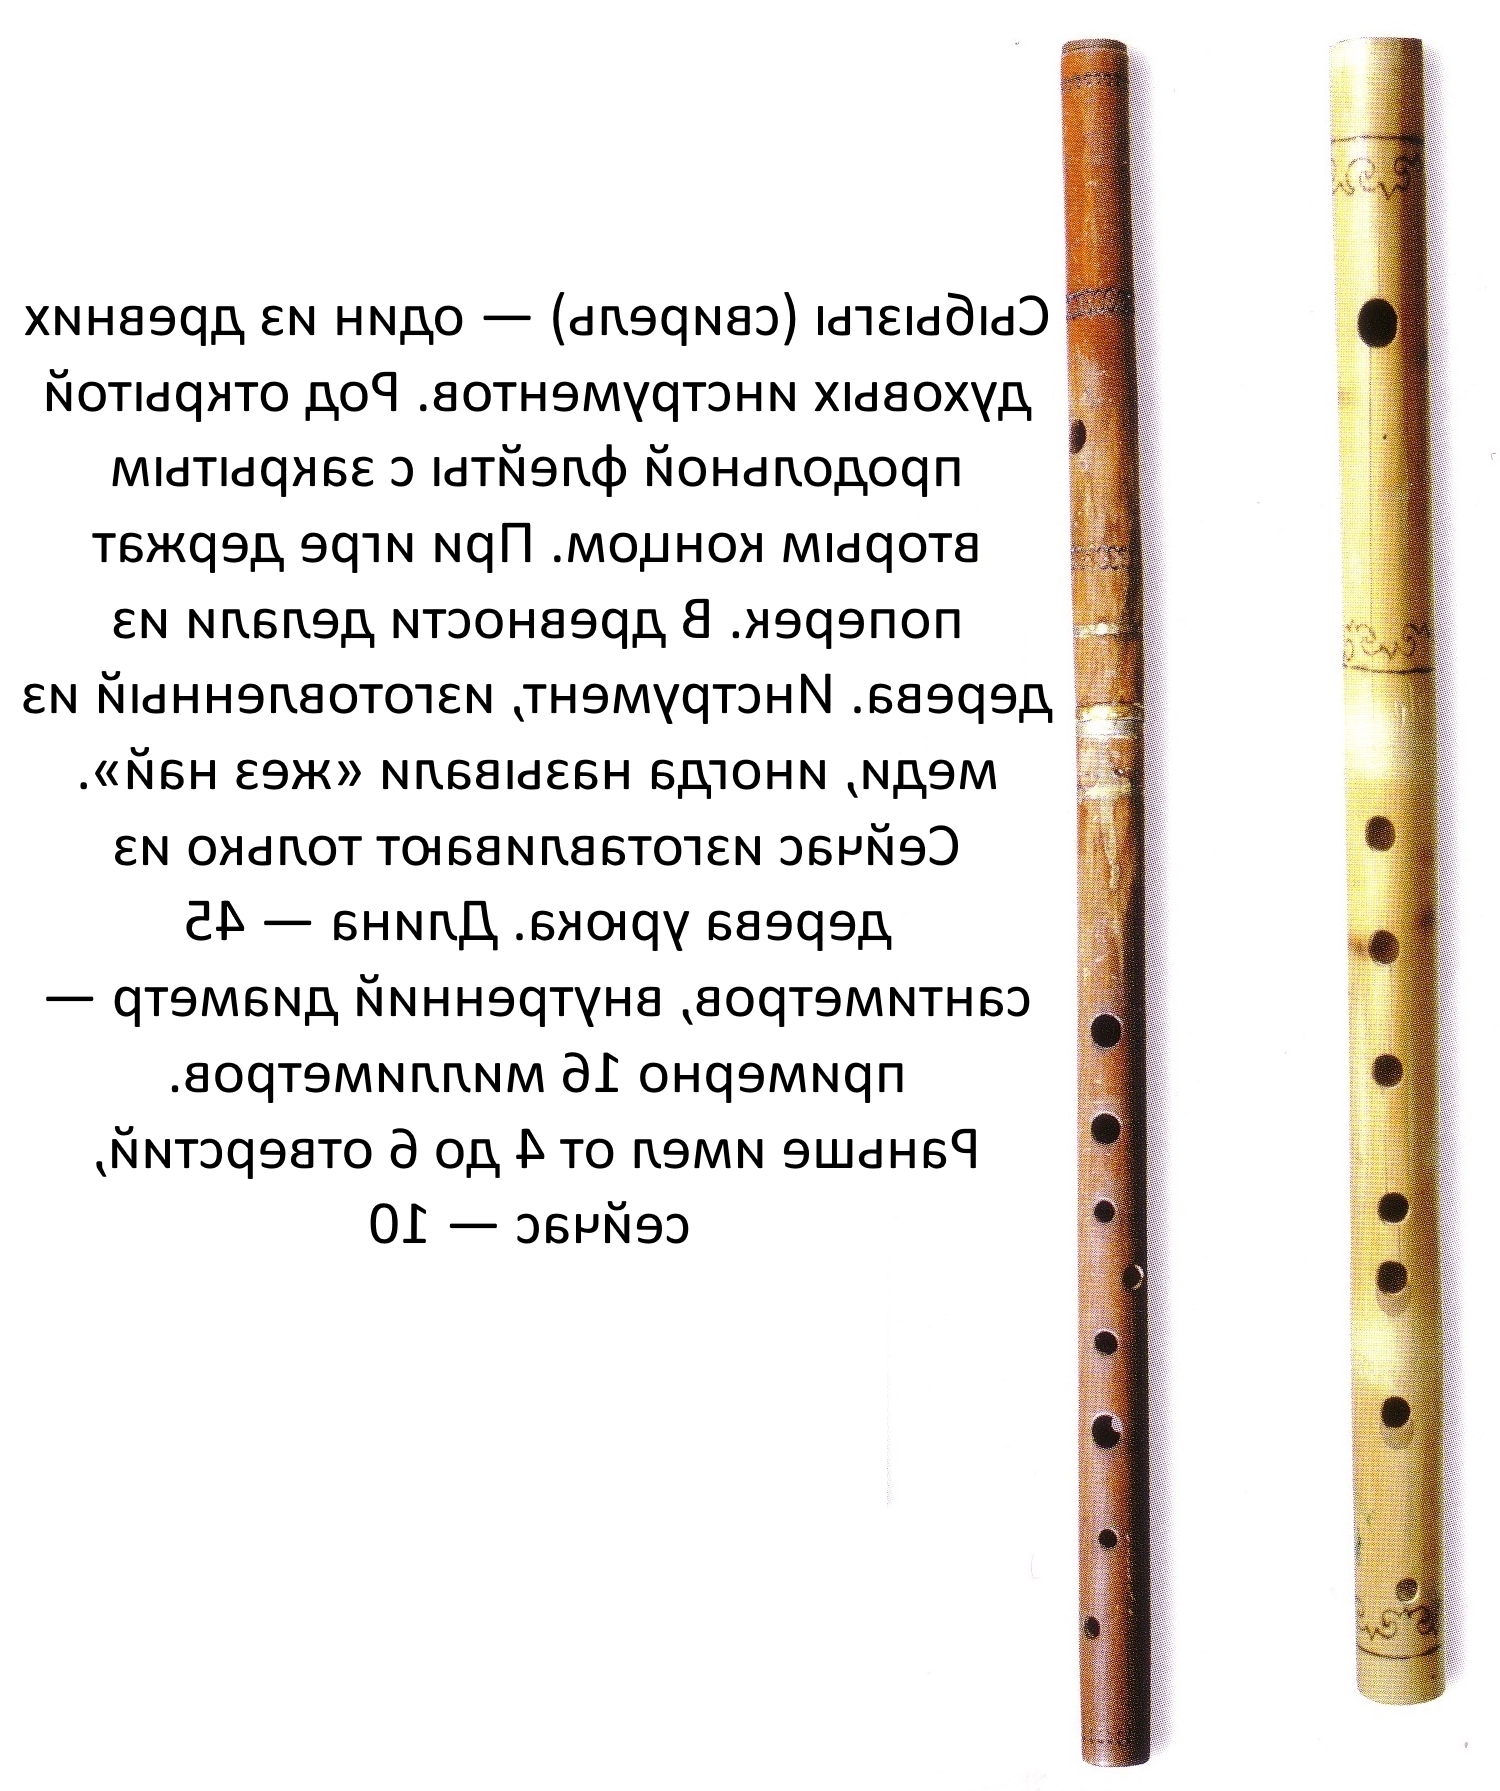 Сыбызгы (свирель) — один из древних
духовых инструментов. Род открытой
продольной флейты с закрытым
вторым концом. При игре держат
поперек. В древности делали из
дерева. Инструмент, изготовленный из
меди, иногда называли «жез най».
Сейчас изготавливают только из
дерева урюка. Длина — 45
сантиметров, внутренний диаметр —
примерно 16 миллиметров.
Раньше имел от 4 до 6 отверстий,
сейчас — 10